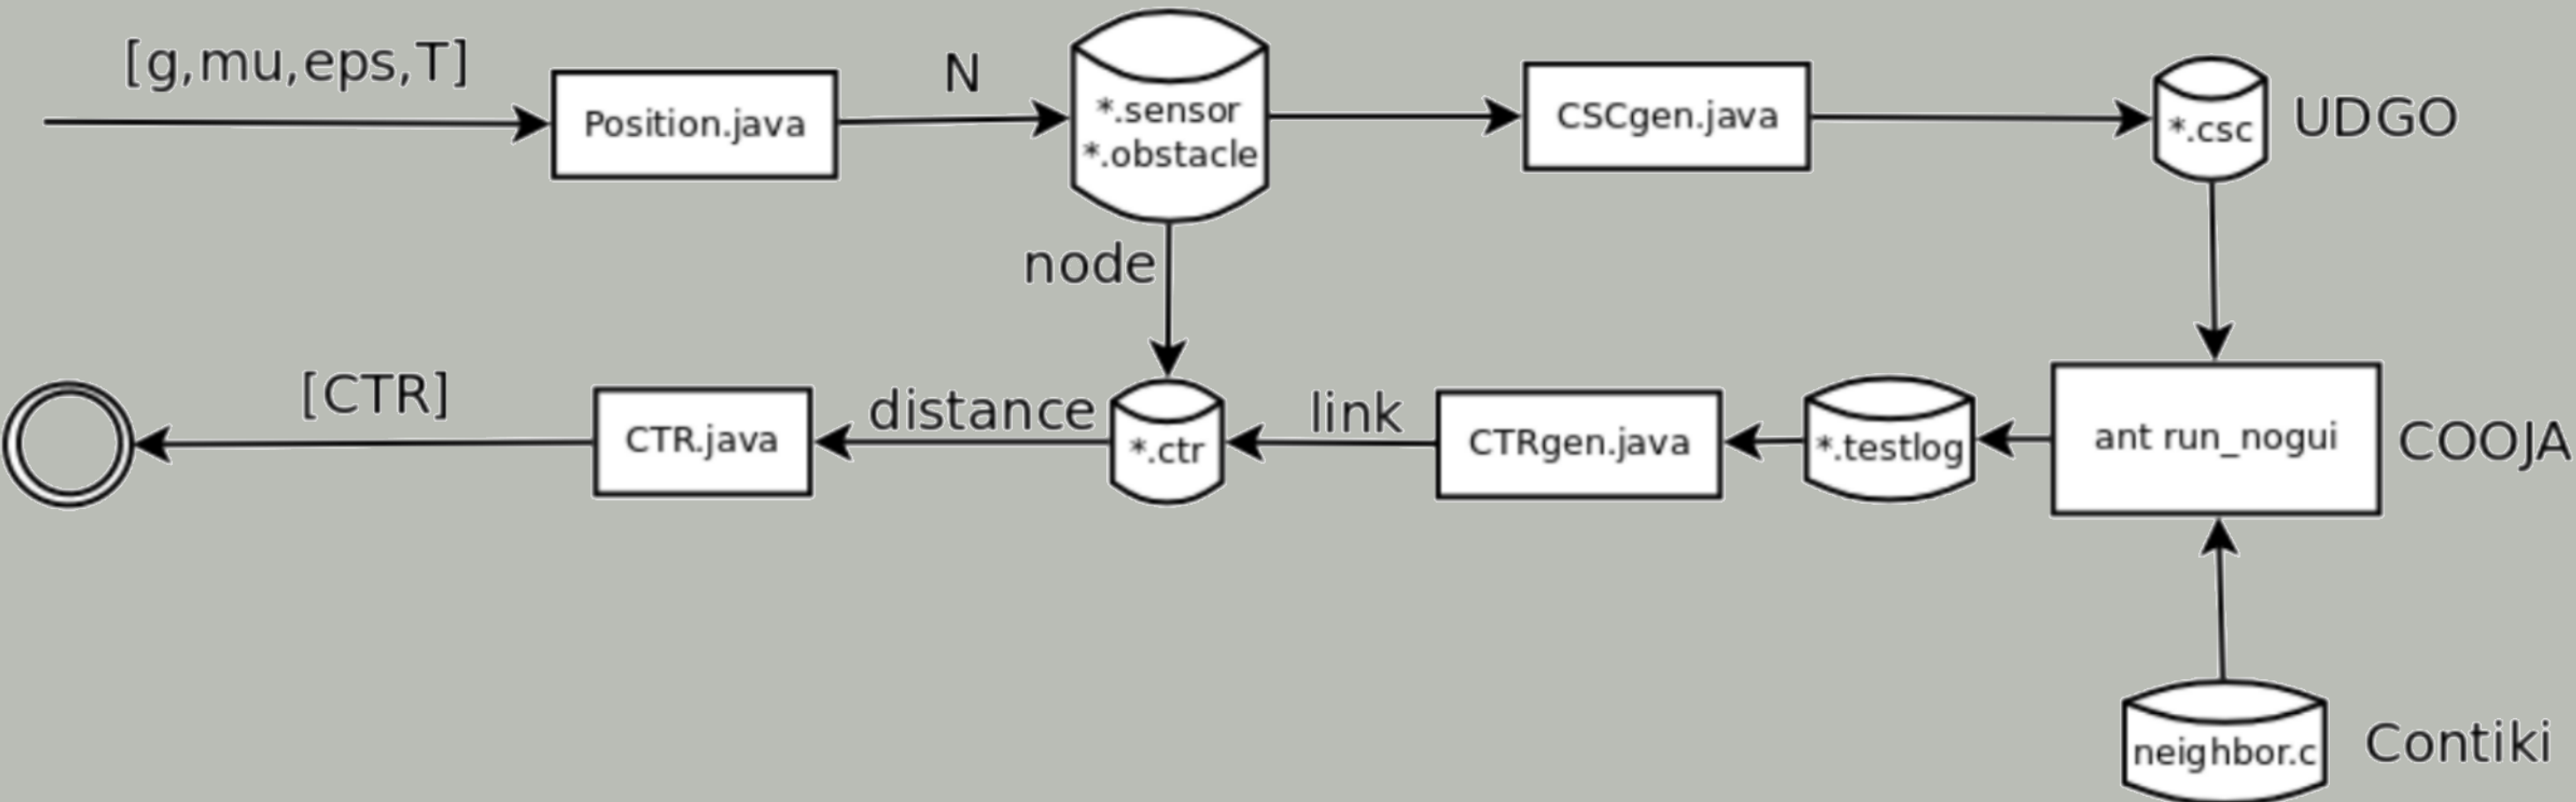 [g,mu,eps,T]
Position.java
N
*.sensor
*.obstacle
CSCgen.java
*.csc
UDGO
node
[CTR]
CTR.java
distance
*.ctr
link
CTRgen.java
*.testlog
ant run_nogui
COOJA
neighbor.c
Contiki